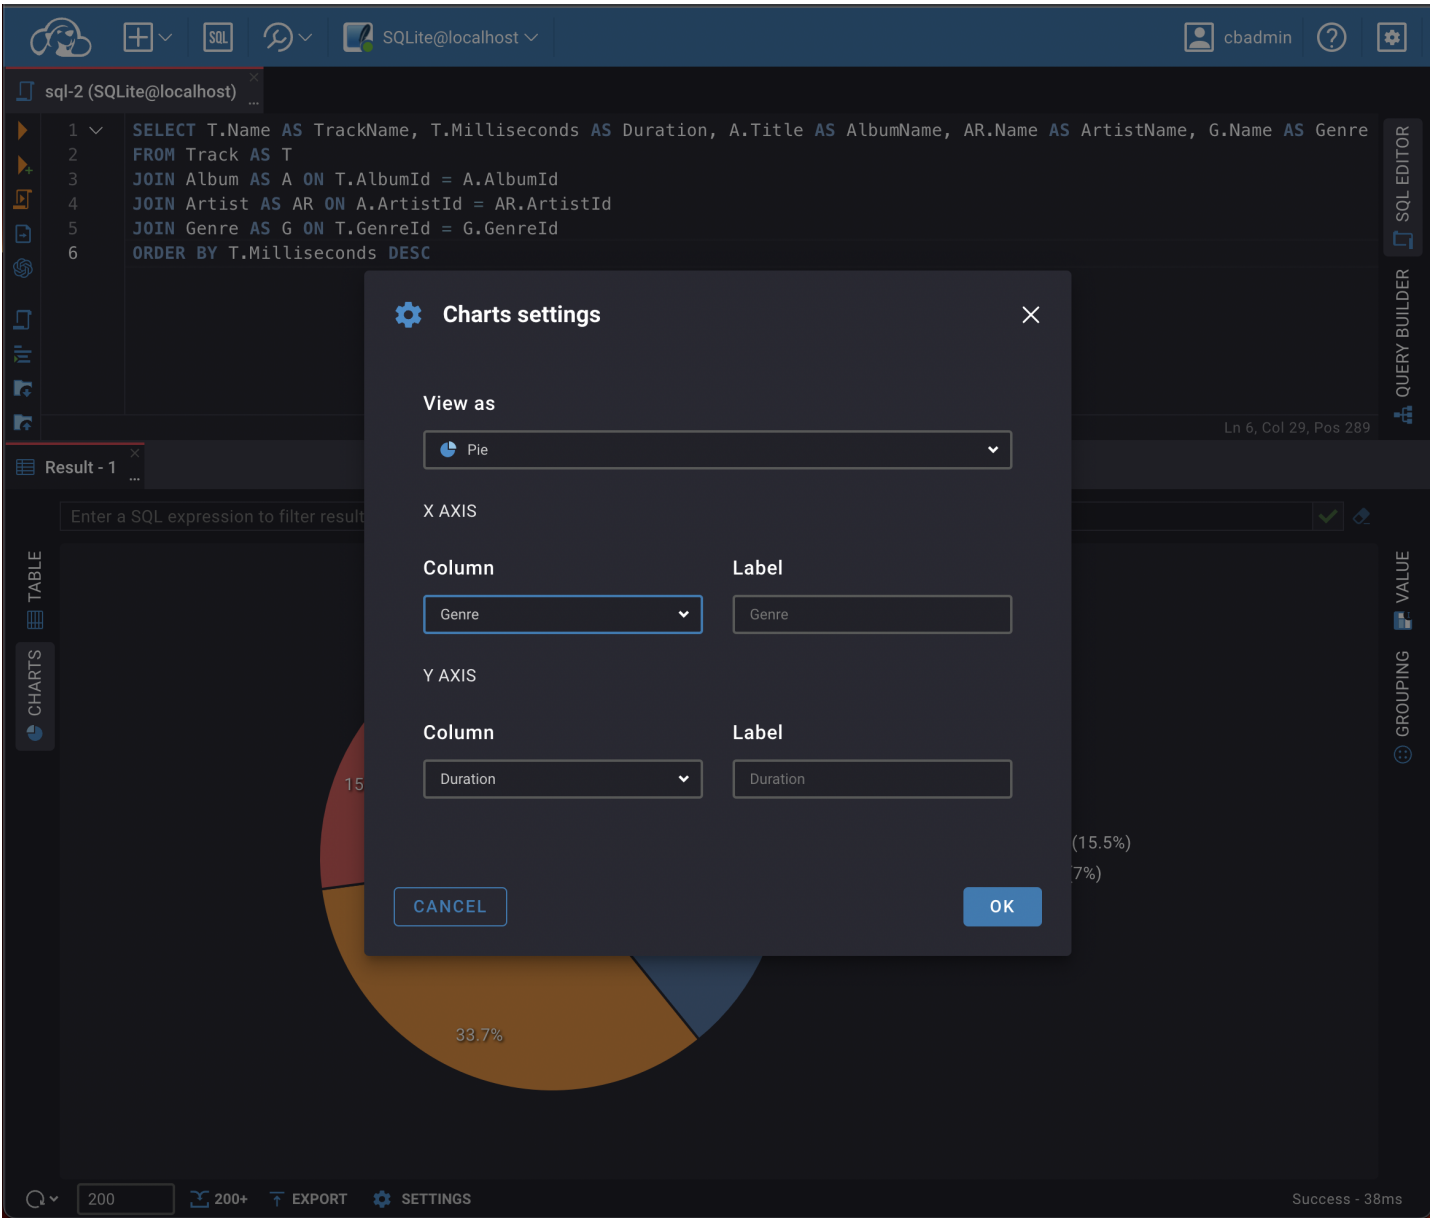 SQL
SQLite@localhost
cbadmin
sql-2 (SQLite@localhost)
1 SELECT T.Name AS TrackName, T.Milliseconds AS Duration, A.Title AS AlbumName, AR.Name AS ArtistName, G.Name AS Genre
2 FROM Track AS T
3 JOIN Album AS A ON T.AlbumId = A.AlbumId
4 JOIN Artist AS AR ON A.ArtistId = AR.ArtistId
5 JOIN Genre AS G ON T.GenreId = G.GenreId
6 ORDER BY T.Milliseconds DESC
SQL EDITOR
QUERY BUILDER
Ln 6, Col 29, Pos 289
Result - 1
Enter a SQL expression to filter result
TABLE
CHARTS
VALUE
GROUPING
Charts settings
View as
Pie
X AXIS
Column Label
Genre Genre
Y AXIS
Column Label
Duration Duration
CANCEL OK
15
(15.5%)
7%)
33.7%
200 200+ EXPORT SETTINGS Success - 38ms